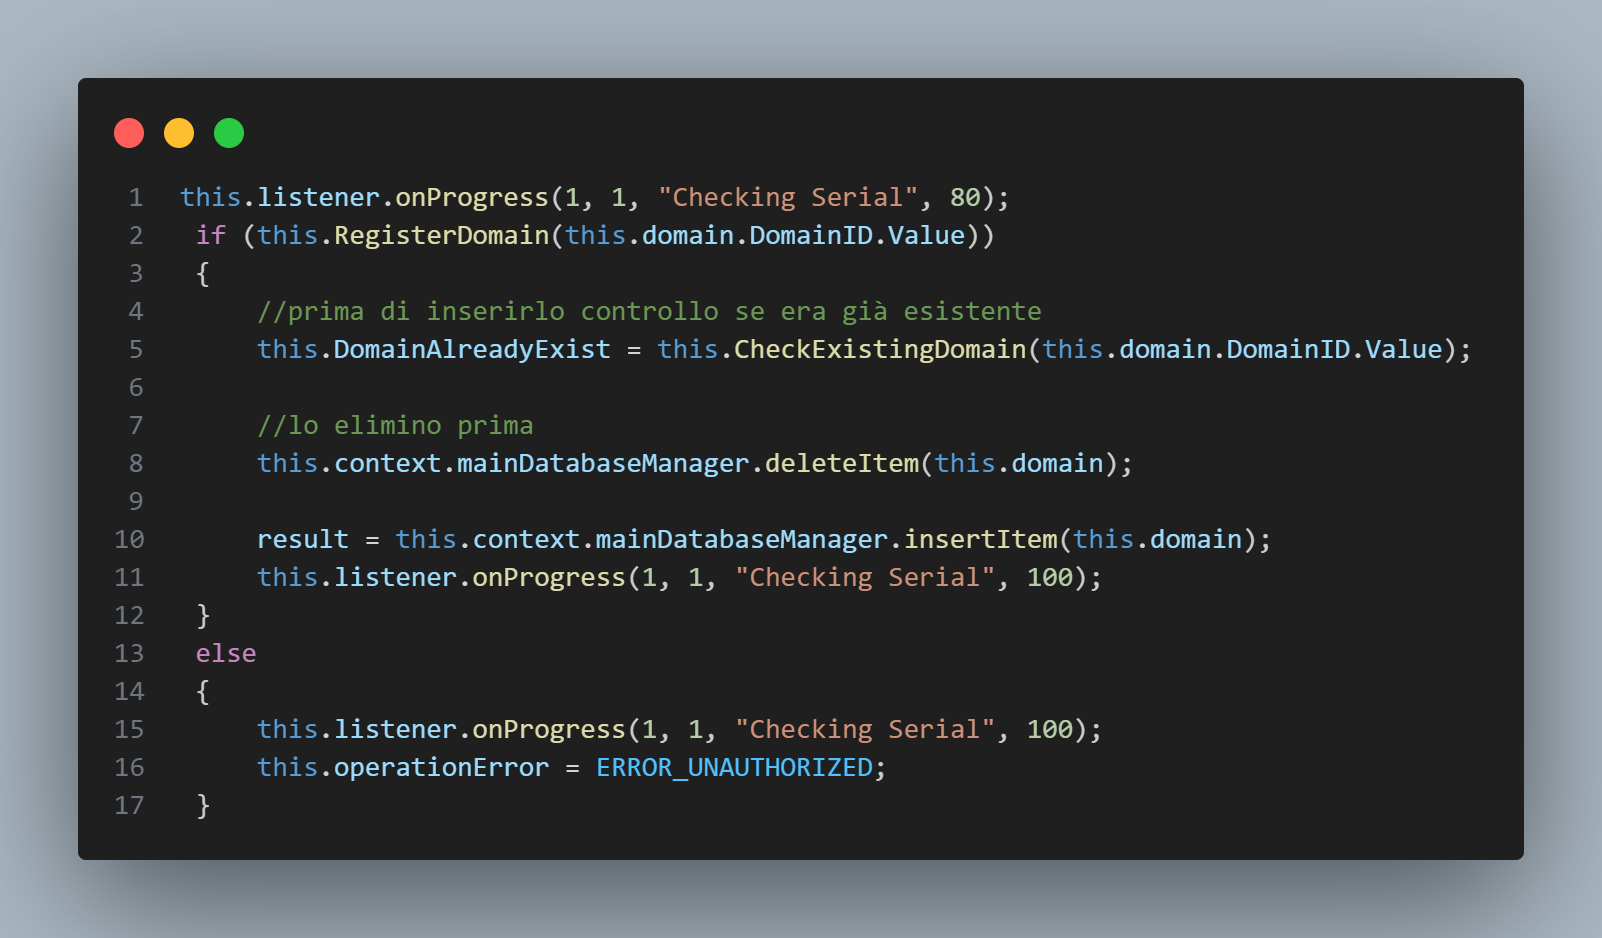 1 this.listener.onProgress(1, 1, "Checking Serial", 80);
2 if (this.RegisterDomain(this.domain.DomainID.Value))
3 {
4 //prima di inserirlo controllo se era già esistente
5 this.DomainAlreadyExist = this.CheckExistingDomain(this.domain.DomainID.Value);
6
7 //lo elimino prima
8 this.context.mainDatabaseManager.deleteItem(this.domain);
9
10 result = this.context.mainDatabaseManager.insertItem(this.domain);
11 this.listener.onProgress(1, 1, "Checking Serial", 100);
12 }
13 else
14 {
15 this.listener.onProgress(1, 1, "Checking Serial", 100);
16 this.operationError = ERROR_UNAUTHORIZED;
17 }